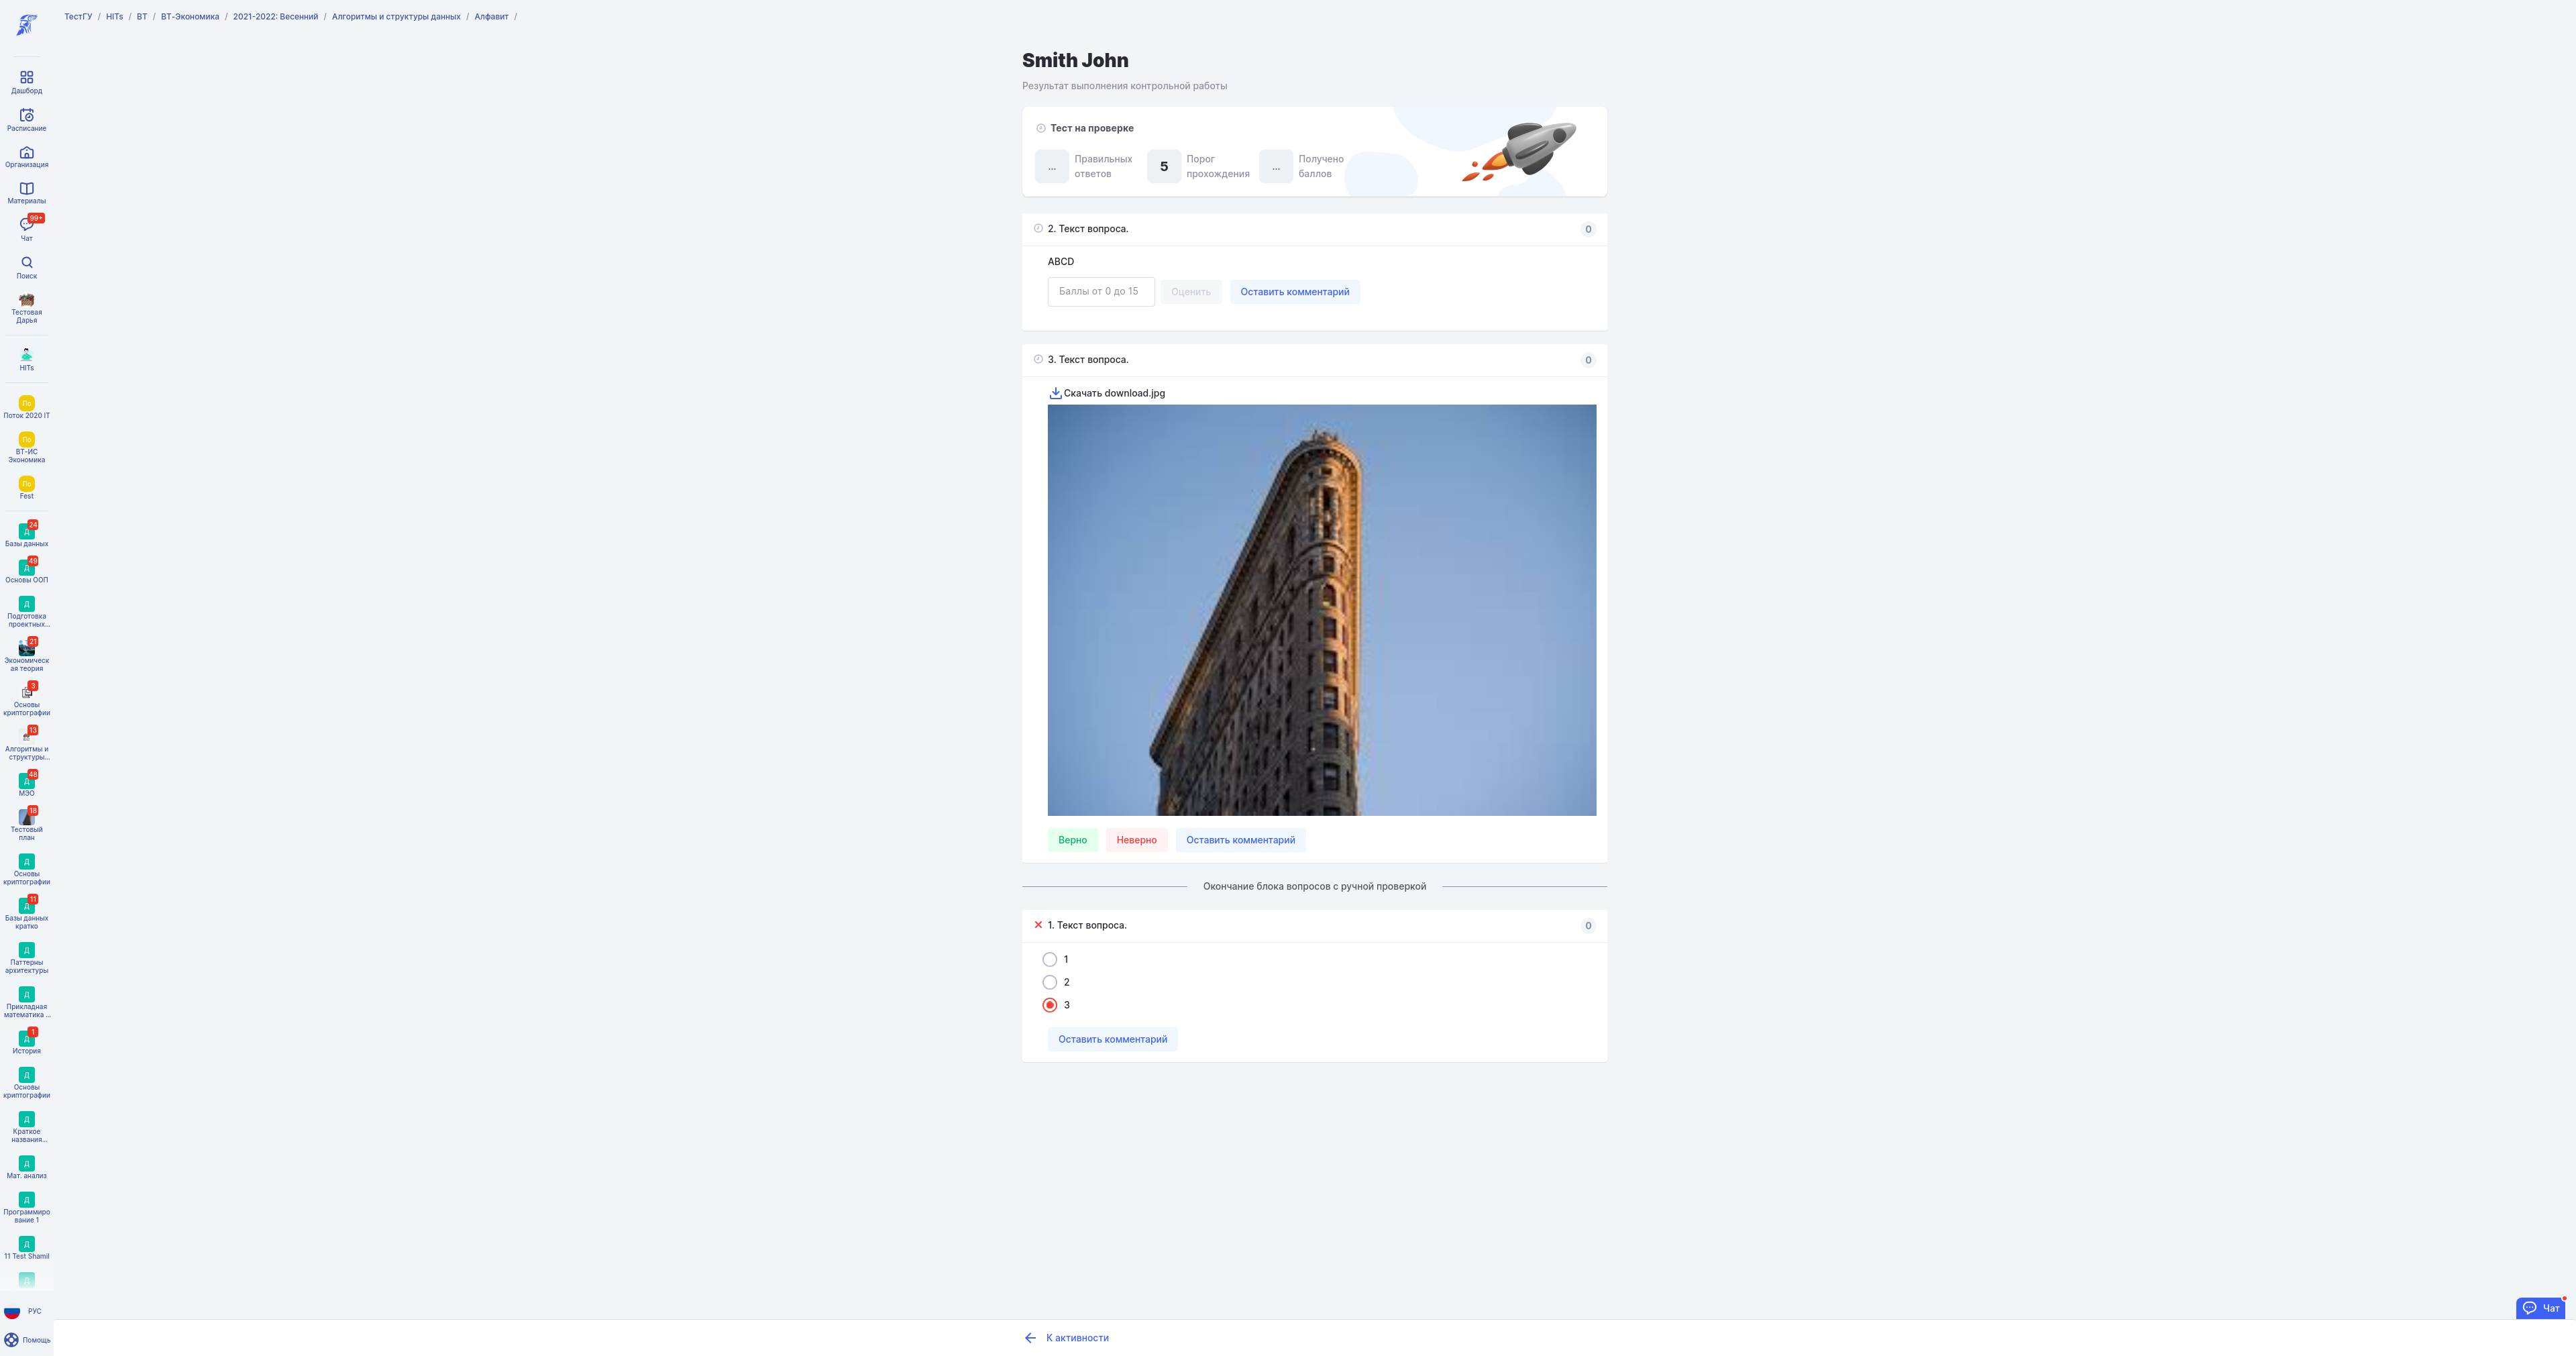 ТестГУ / HITs / ВТ / ВТ-Экономика / 2021-2022: Весенний / Алгоритмы и структуры данных / Алфавит /
Дашборд
Расписание
Организация
Материалы
99+
Чат
Поиск
Тестовая
Дарья
HITs
По
Поток 2020 IT
По
ВТ-ИС
Экономика
По
Fest
24
Д
Базы данных
49
Д
Основы ООП
Д
Подготовка
проектных...
21
Экономическ
ая теория
3
Основы
криптографии
13
Алгоритмы и
структуры...
48
Д
МЭО
18
Тестовый
план
Д
Основы
криптографии
11
Д
Базы данных
кратко
Д
Паттерны
архитектуры
Д
Прикладная
математика ...
1
Д
История
Д
Основы
криптографии
Д
Краткое
названия...
Д
Мат. анализ
Д
Программиро
вание 1
Д
11 Test Shamil
Д
РУС
Помощь
Smith John
Результат выполнения контрольной работы
Тест на проверке
... Правильных ответов
5 Порог прохождения
... Получено баллов
2. Текст вопроса. 0
ABCD
Баллы от 0 до 15 Оценить Оставить комментарий
3. Текст вопроса. 0
Скачать download.jpg
Верно Неверно Оставить комментарий
Окончание блока вопросов с ручной проверкой
1. Текст вопроса. 0
1
2
3
Оставить комментарий
Чат
К активности